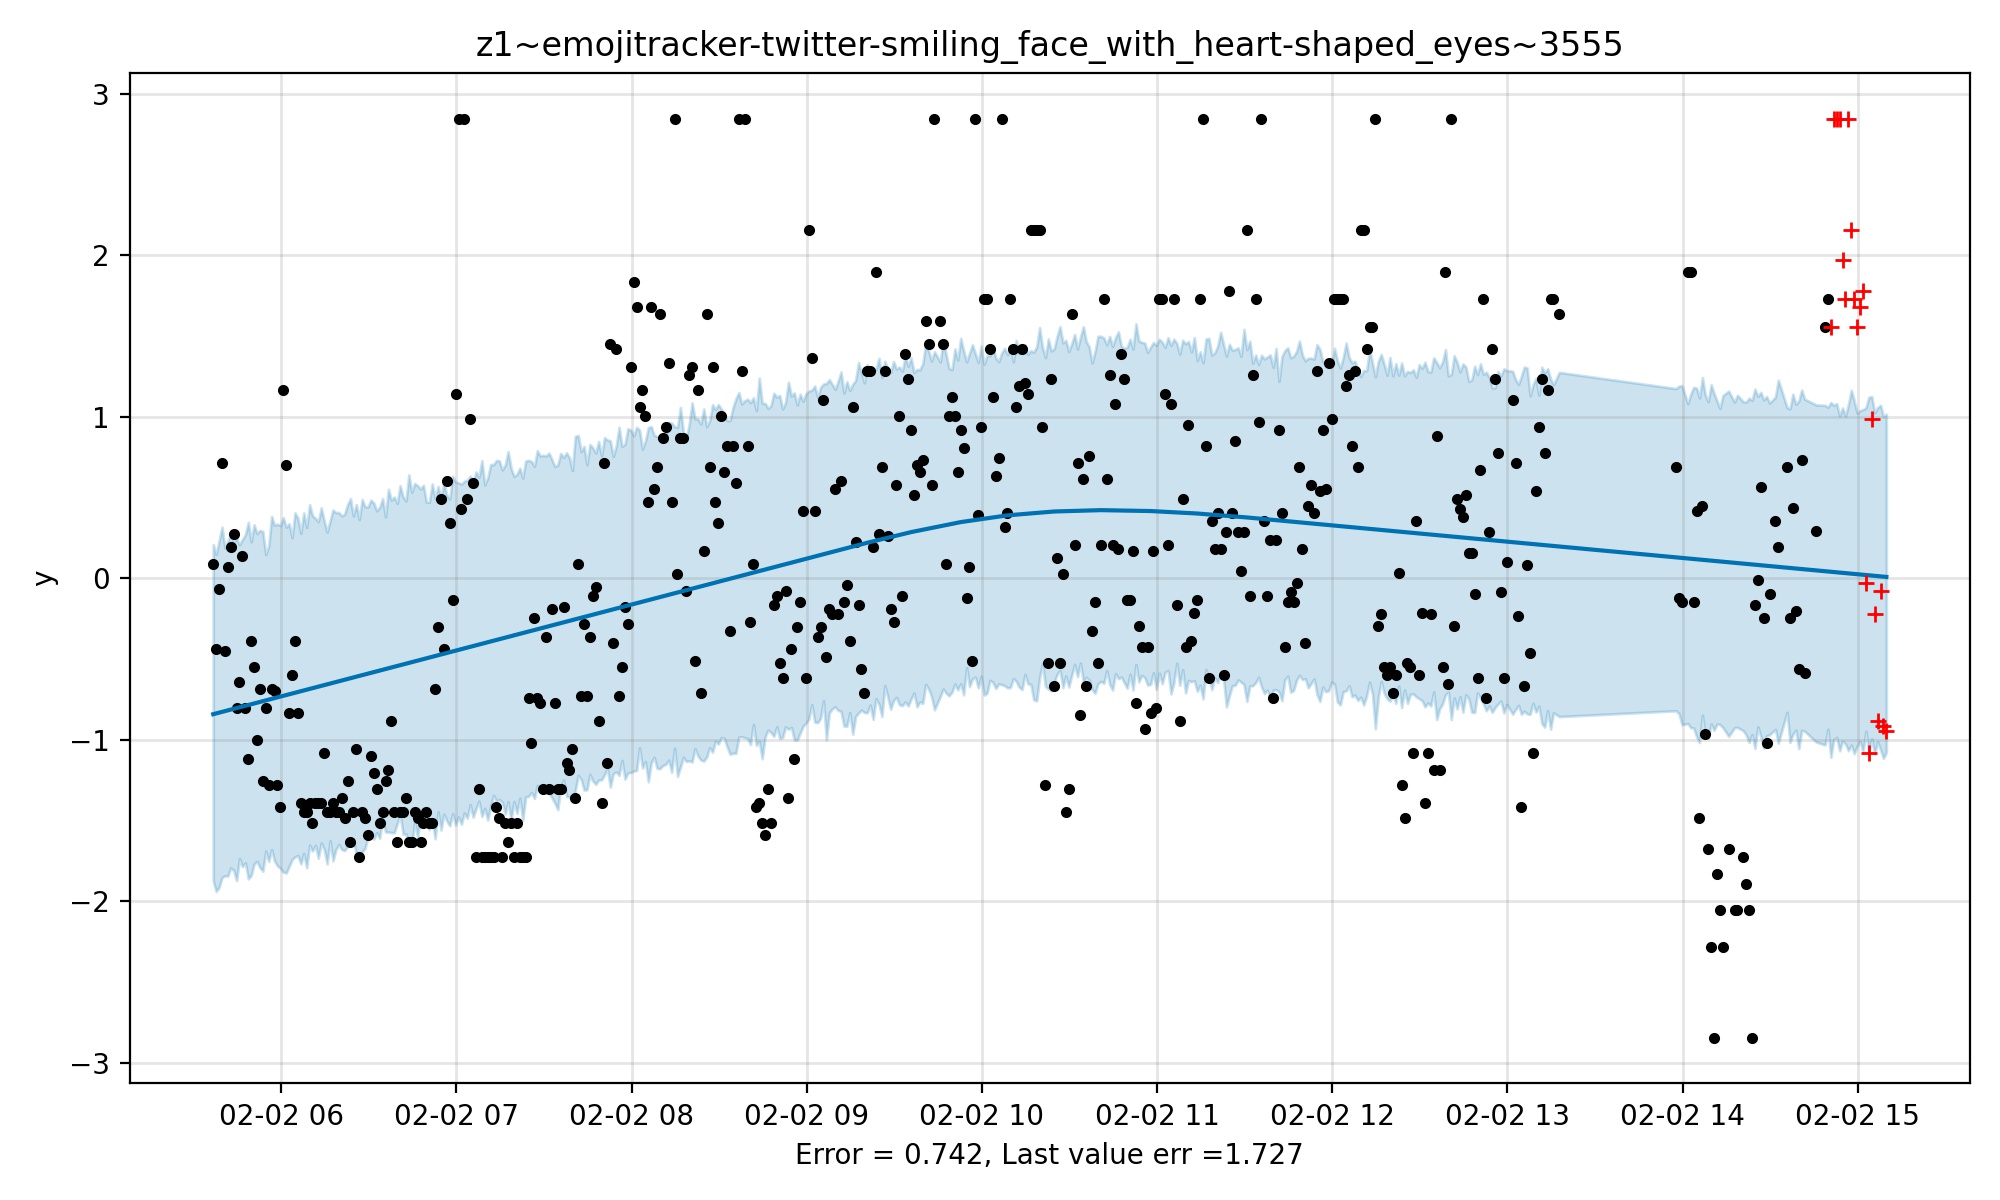 z1~emojitracker-twitter-smiling_face_with_heart-shaped_eyes~3555
y
3
2
1
0
−1
−2
−3
02-02 06 02-02 07 02-02 08 02-02 09 02-02 10 02-02 11 02-02 12 02-02 13 02-02 14 02-02 15
Error = 0.742, Last value err =1.727